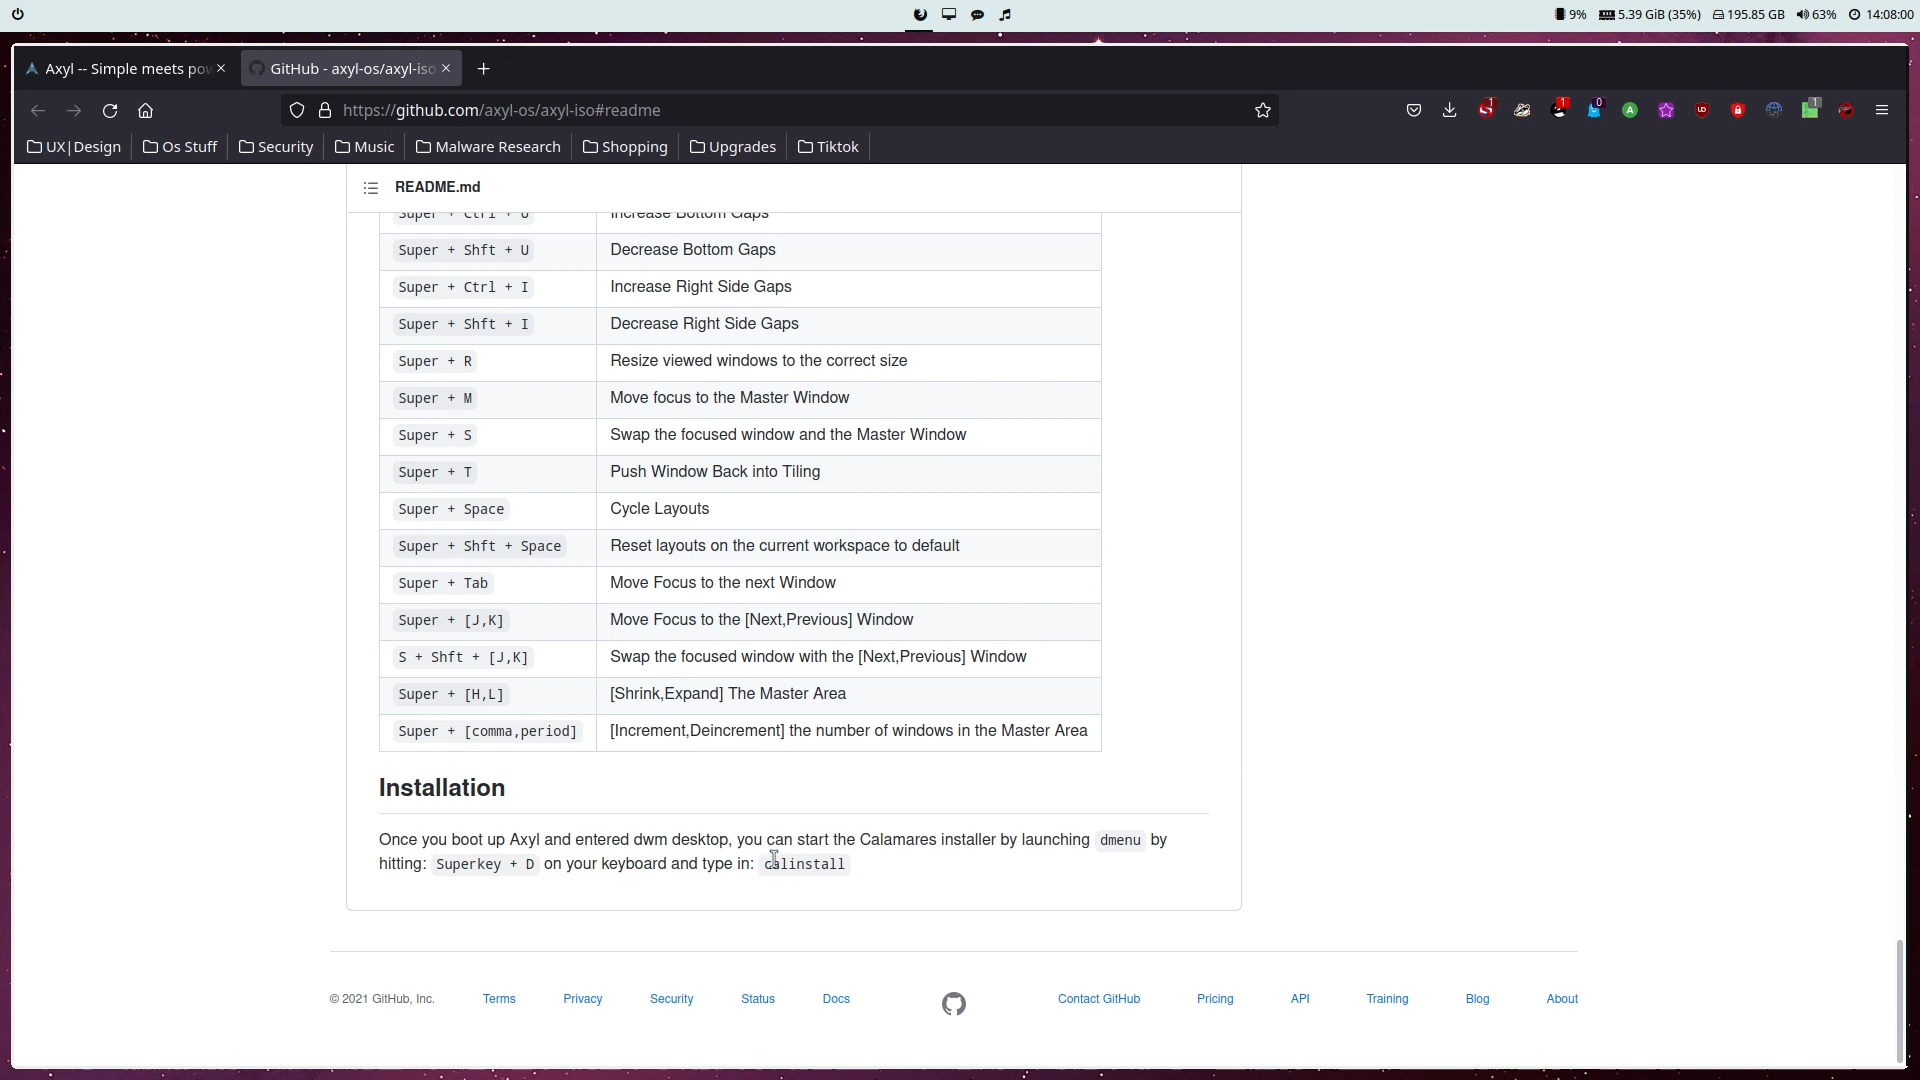 9% 5.39 GiB (35%) 195.85 GB 63% 14:08:00
Axyl -- Simple meets pow GitHub - axyl-os/axyl-iso
https://github.com/axyl-os/axyl-iso#readme
UX|Design Os Stuff Security Music Malware Research Shopping Upgrades Tiktok
README.md
Super + Ctrl + U Increase Bottom Gaps
Super + Shft + U Decrease Bottom Gaps
Super + Ctrl + I Increase Right Side Gaps
Super + Shft + I Decrease Right Side Gaps
Super + R Resize viewed windows to the correct size
Super + M Move focus to the Master Window
Super + S Swap the focused window and the Master Window
Super + T Push Window Back into Tiling
Super + Space Cycle Layouts
Super + Shft + Space Reset layouts on the current workspace to default
Super + Tab Move Focus to the next Window
Super + [J,K] Move Focus to the [Next,Previous] Window
S + Shft + [J,K] Swap the focused window with the [Next,Previous] Window
Super + [H,L] [Shrink,Expand] The Master Area
Super + [comma,period] [Increment,Deincrement] the number of windows in the Master Area
Installation
Once you boot up Axyl and entered dwm desktop, you can start the Calamares installer by launching dmenu by
hitting: Superkey + D on your keyboard and type in: calinstall
© 2021 GitHub, Inc. Terms Privacy Security Status Docs Contact GitHub Pricing API Training Blog About